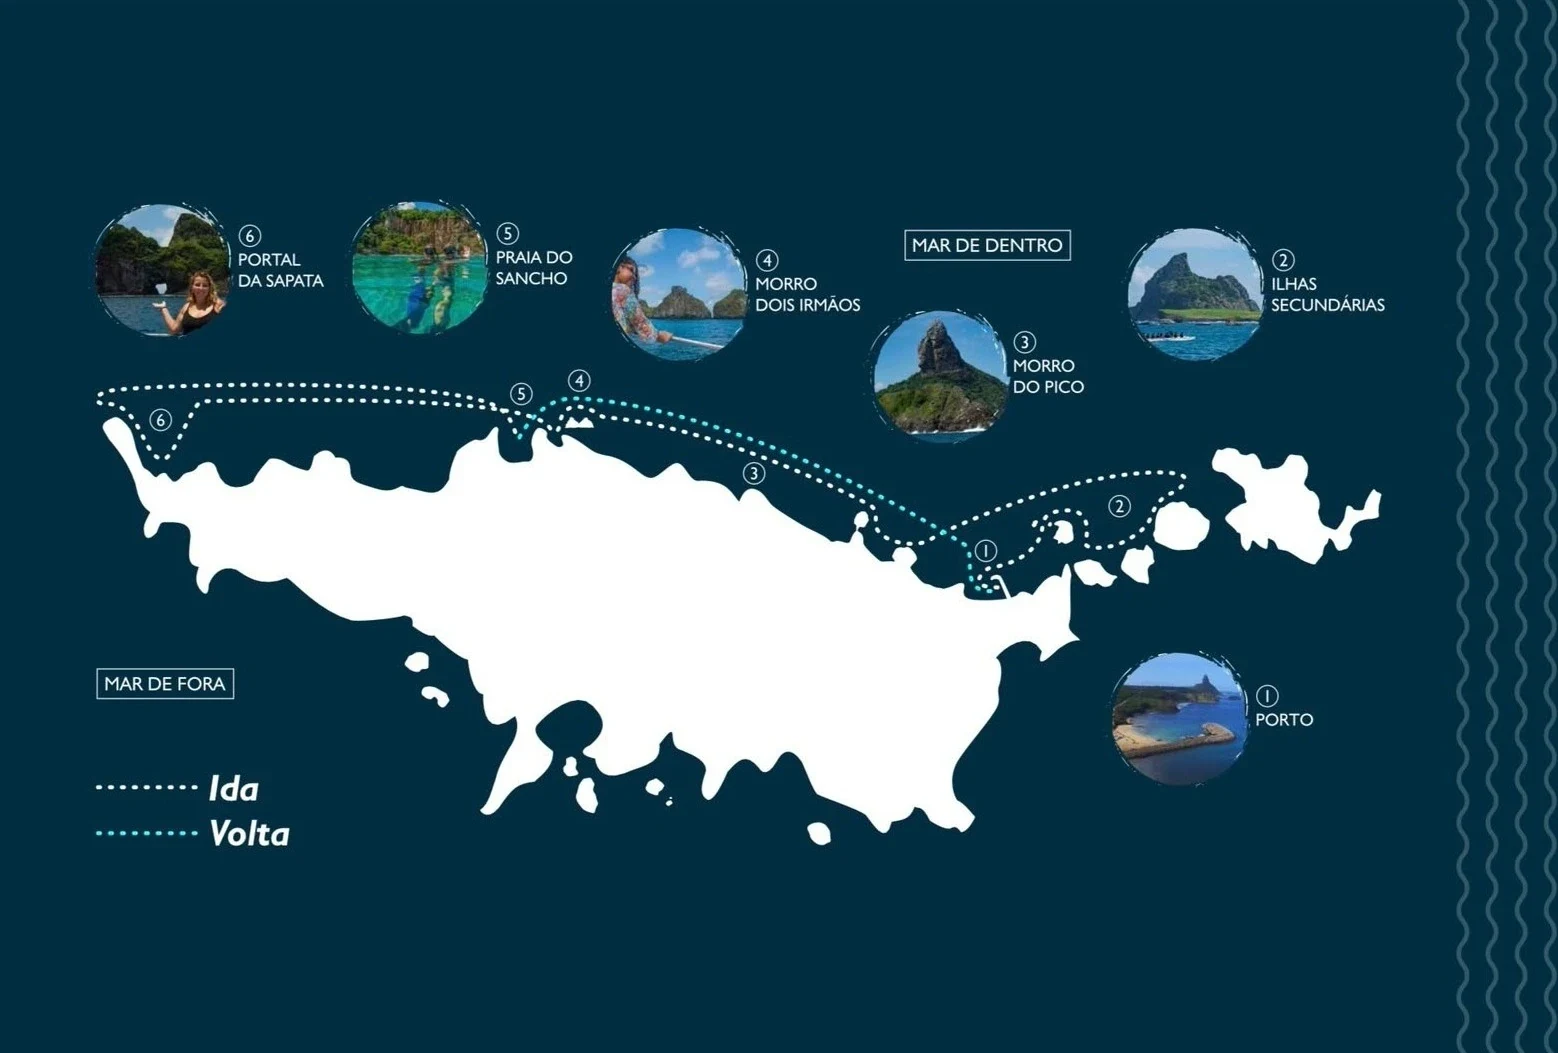 6
PORTAL
DA SAPATA
5
PRAIA DO
SANCHO
4
MORRO
DOIS IRMÃOS
MAR DE DENTRO
3
MORRO
DO PICO
2
ILHAS
SECUNDÁRIAS
6
5
4
3
2
1
MAR DE FORA
1
PORTO
Ida
Volta